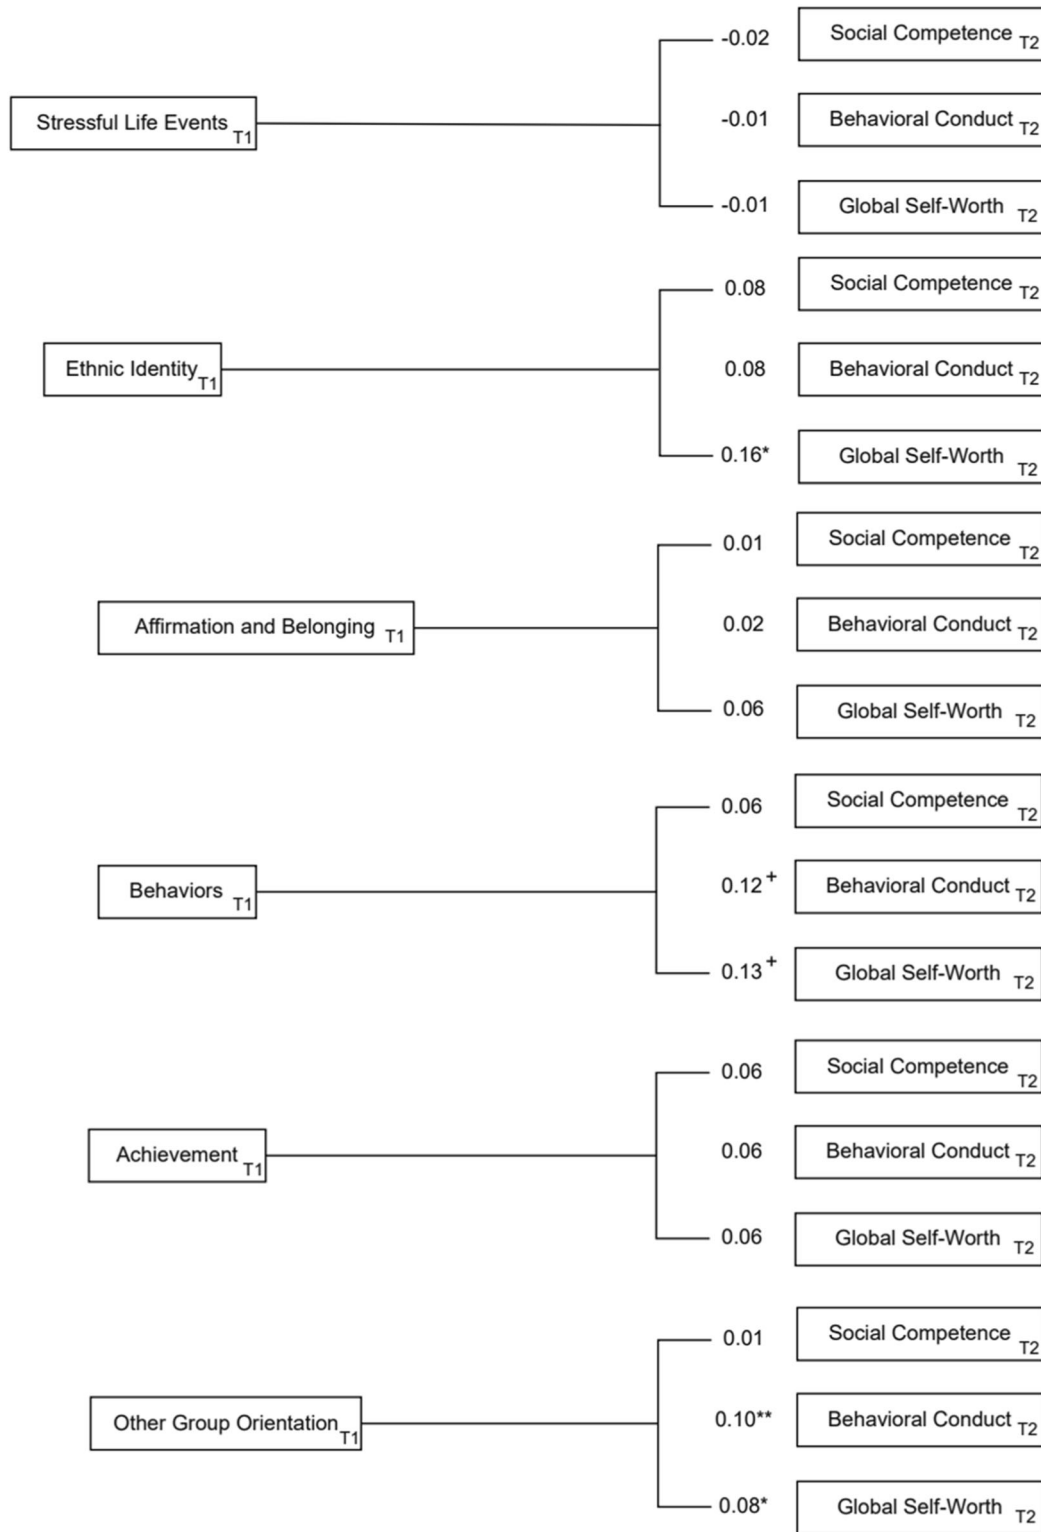 -0.02 Social Competence T2
Stressful Life Events T1 -0.01 Behavioral Conduct T2
-0.01 Global Self-Worth T2
0.08 Social Competence T2
Ethnic Identity T1 0.08 Behavioral Conduct T2
0.16* Global Self-Worth T2
0.01 Social Competence T2
Affirmation and Belonging T1 0.02 Behavioral Conduct T2
0.06 Global Self-Worth T2
0.06 Social Competence T2
Behaviors T1 0.12+ Behavioral Conduct T2
0.13+ Global Self-Worth T2
0.06 Social Competence T2
Achievement T1 0.06 Behavioral Conduct T2
0.06 Global Self-Worth T2
0.01 Social Competence T2
Other Group Orientation T1 0.10** Behavioral Conduct T2
0.08* Global Self-Worth T2